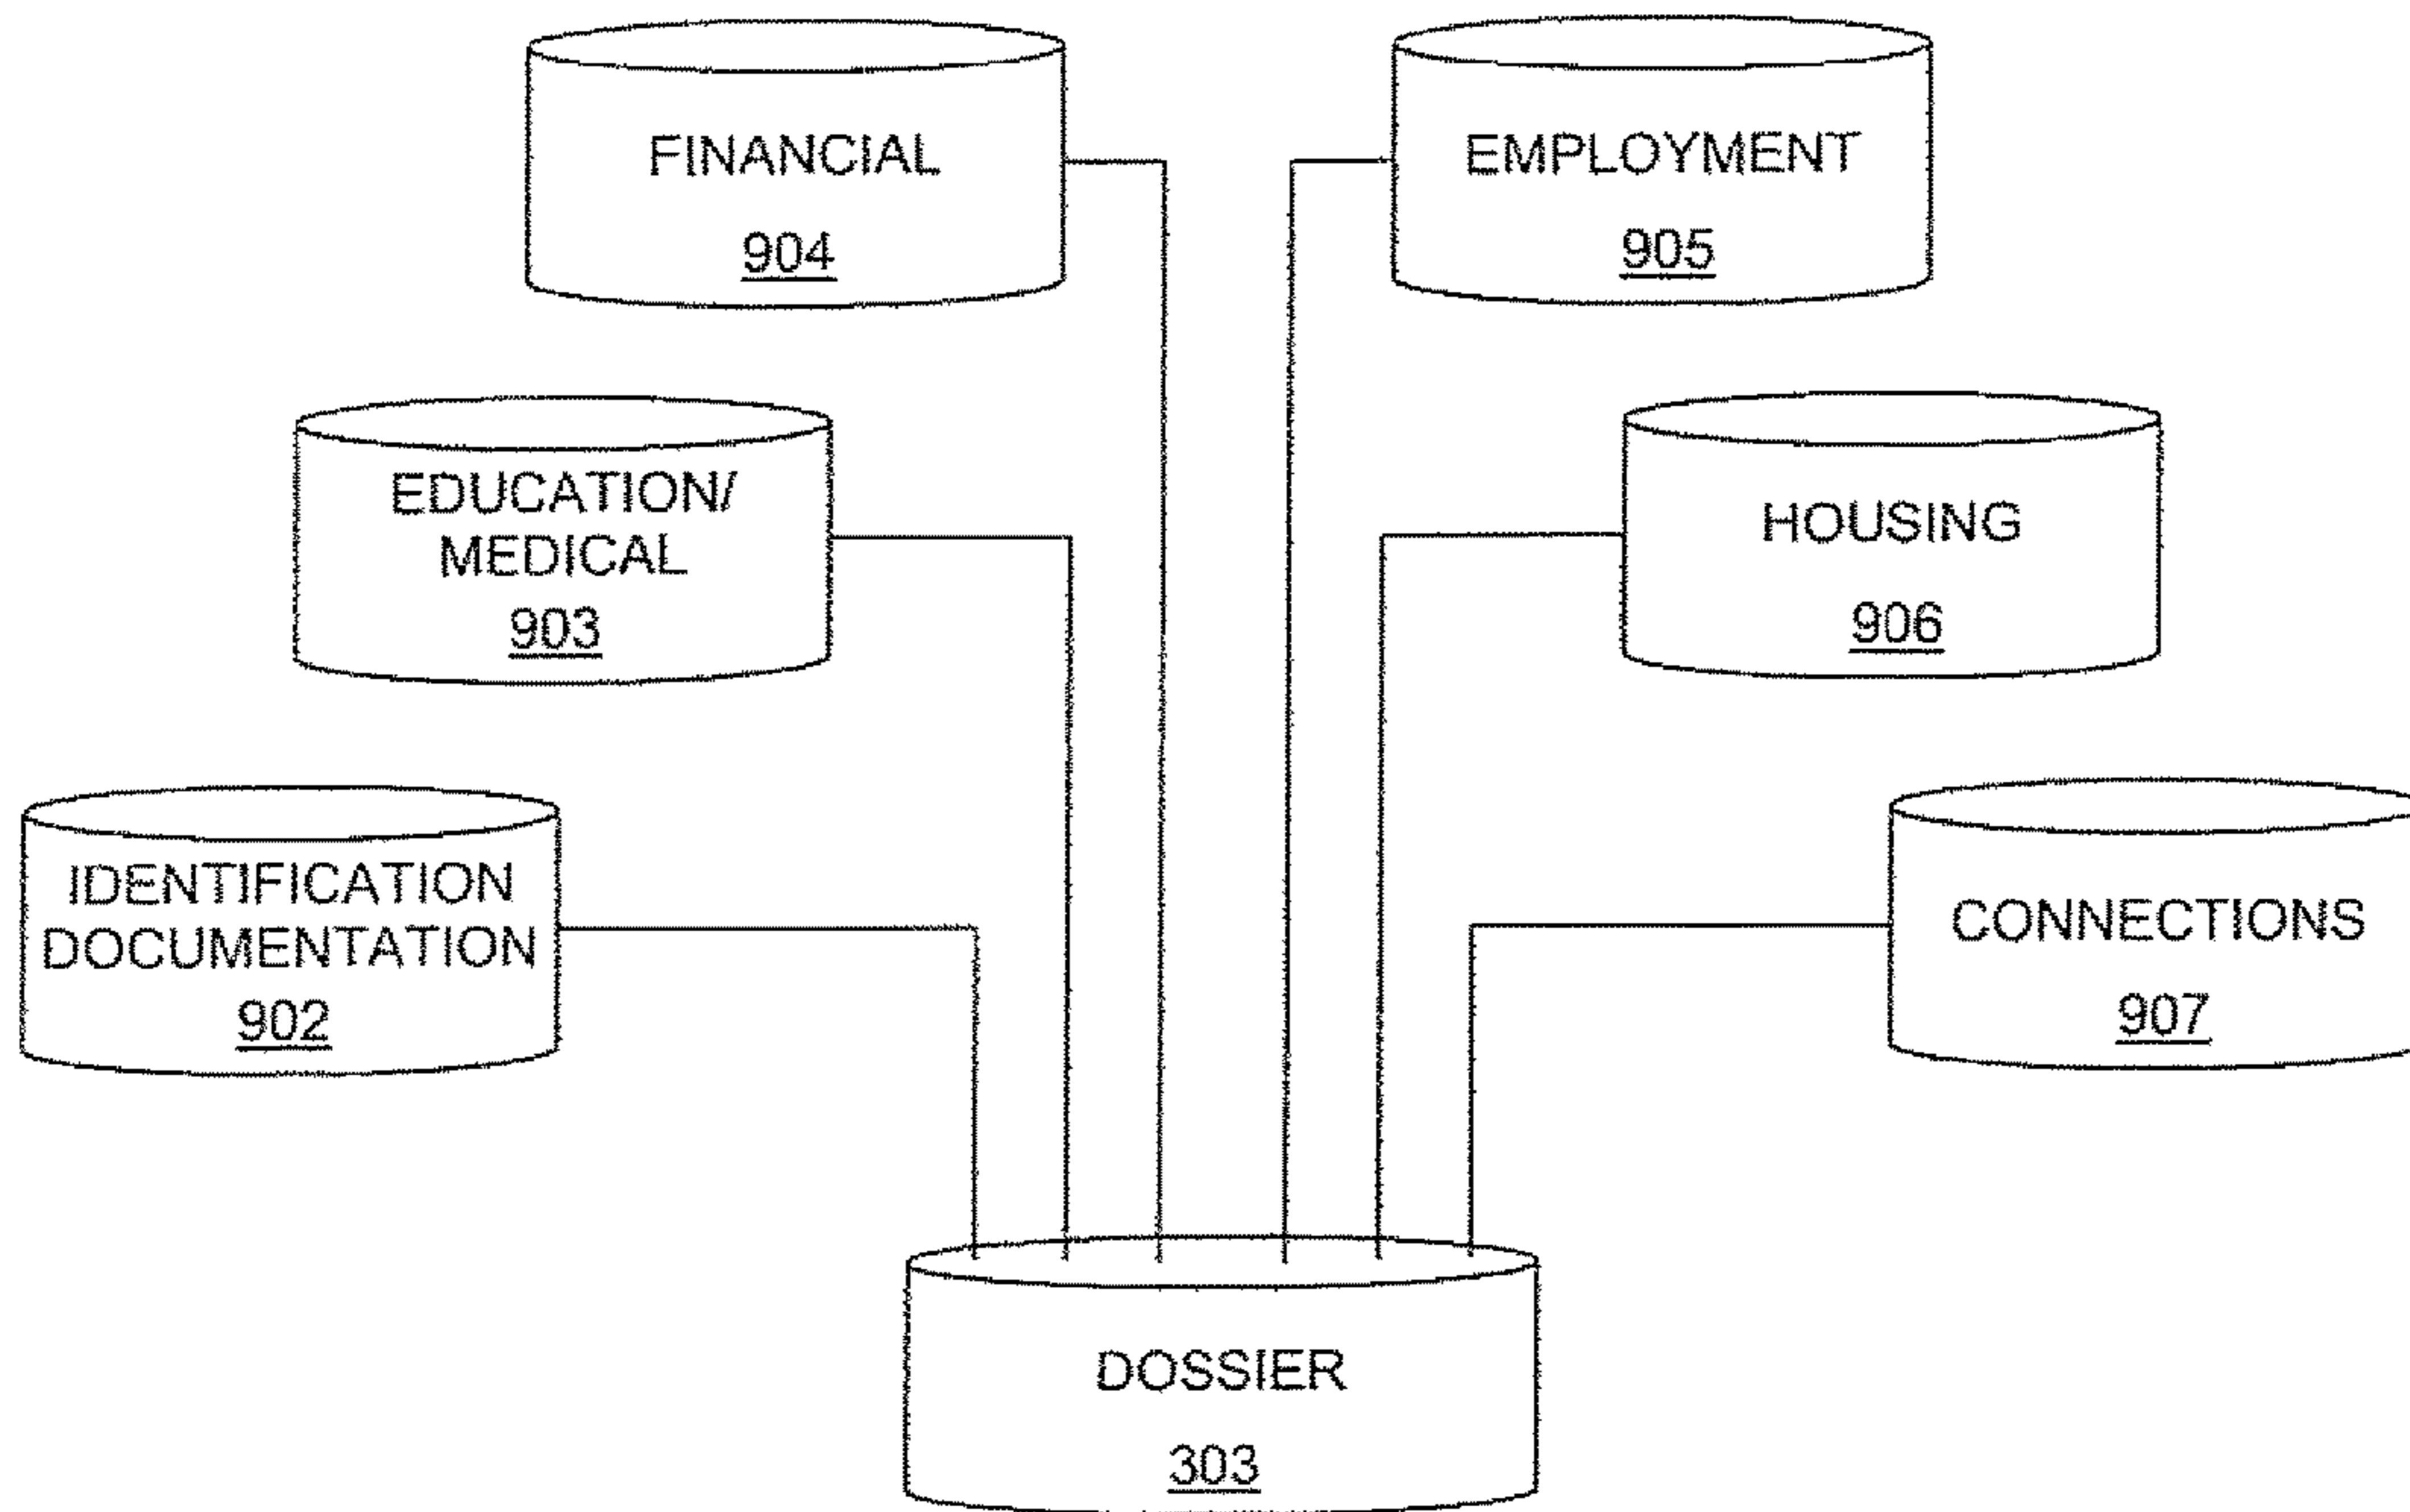 FINANCIAL
904
EMPLOYMENT
905
EDUCATION/
MEDICAL
903
HOUSING
906
IDENTIFICATION
DOCUMENTATION
902
CONNECTIONS
907
DOSSIER
303